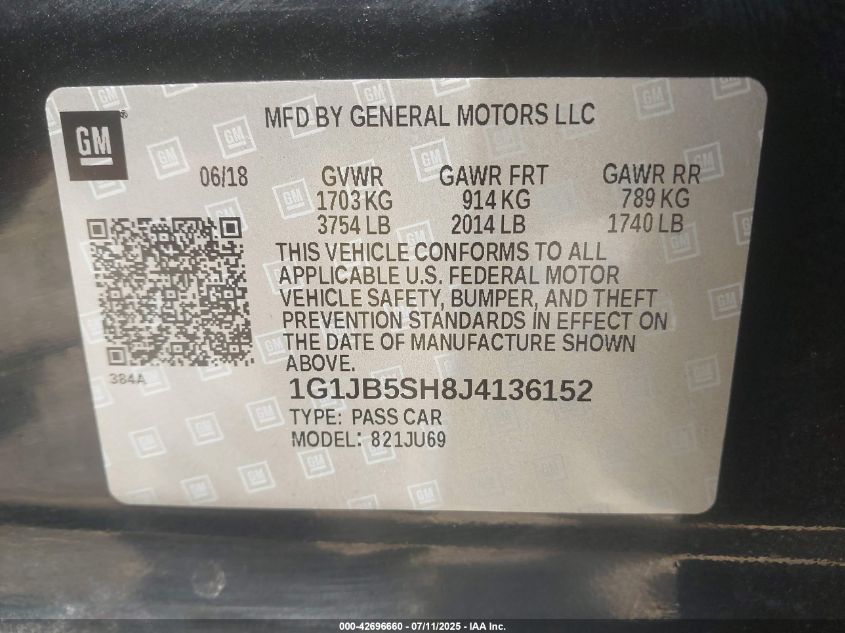 MFD BY GENERAL MOTORS LLC
GM®
06/18 GVWR GAWR FRT GAWR RR
1703 KG 914 KG 789 KG
3754 LB 2014 LB 1740 LB
THIS VEHICLE CONFORMS TO ALL
APPLICABLE U.S. FEDERAL MOTOR
VEHICLE SAFETY, BUMPER, AND THEFT
PREVENTION STANDARDS IN EFFECT ON
THE DATE OF MANUFACTURE SHOWN
ABOVE.
384A
1G1JB5SH8J4136152
TYPE: PASS CAR
MODEL: 821JU69
000-42696660 - 07/11/2025 - IAA Inc.